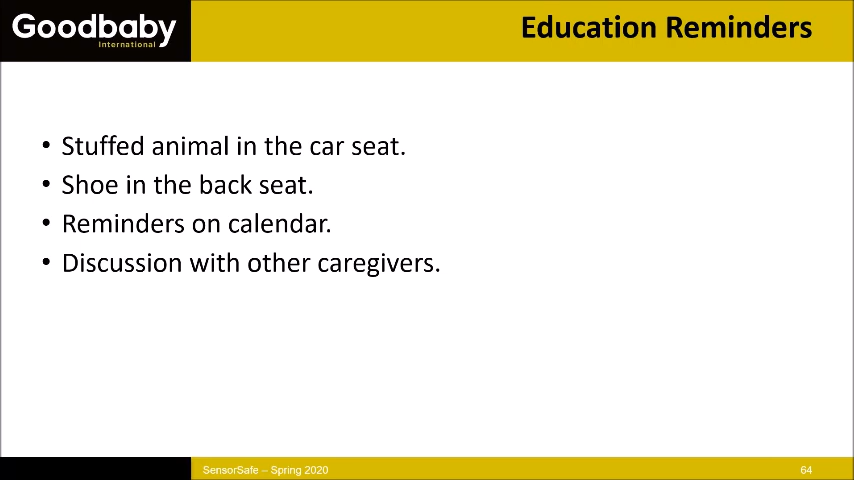 Goodbaby
International
Education Reminders
• Stuffed animal in the car seat.
• Shoe in the back seat.
• Reminders on calendar.
• Discussion with other caregivers.
SensorSafe – Spring 2020
64